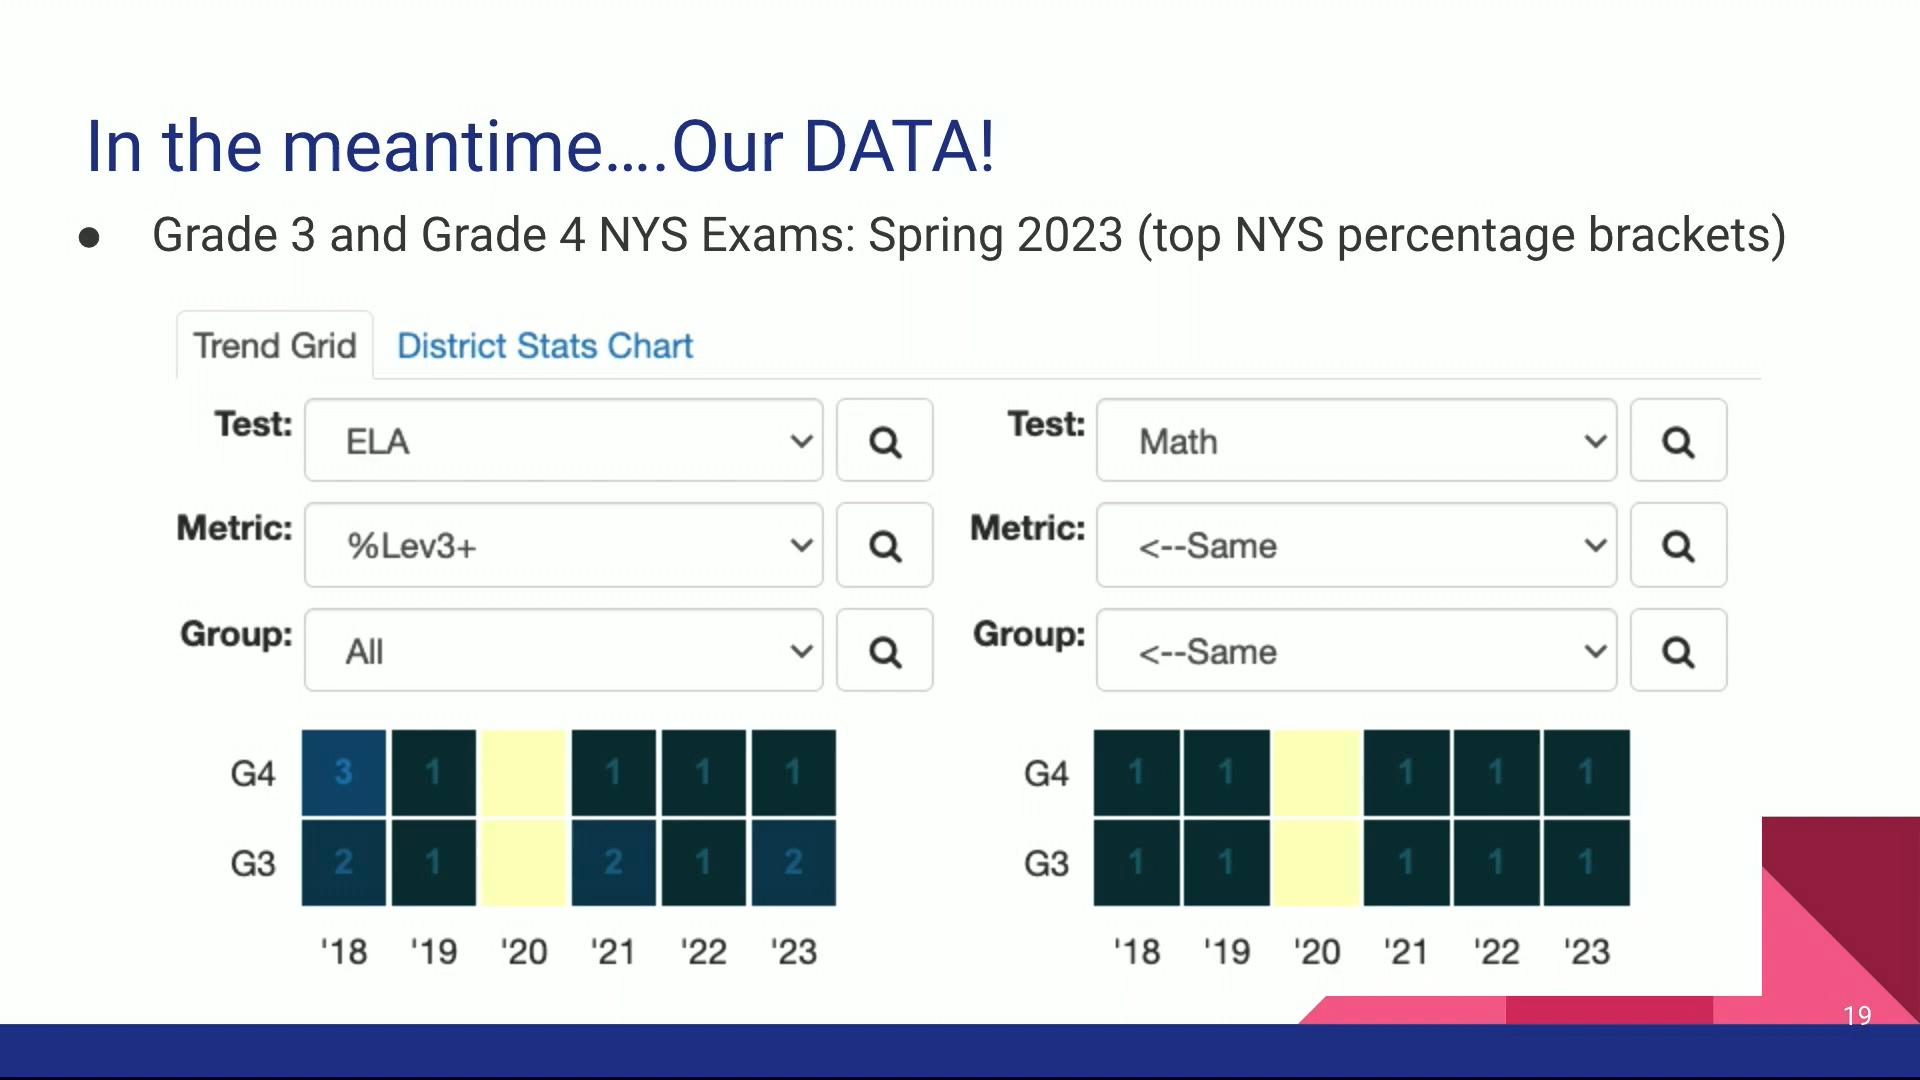 In the meantime....Our DATA!
● Grade 3 and Grade 4 NYS Exams: Spring 2023 (top NYS percentage brackets)
Trend Grid District Stats Chart
Test: ELA Test: Math
Metric: %Lev3+ Metric: <--Same
Group: All Group: <--Same
G4 3 1 1 1 1 G4 1 1 1 1 1
G3 2 1 2 1 2 G3 1 1 1 1 1
'18 '19 '20 '21 '22 '23 '18 '19 '20 '21 '22 '23
19